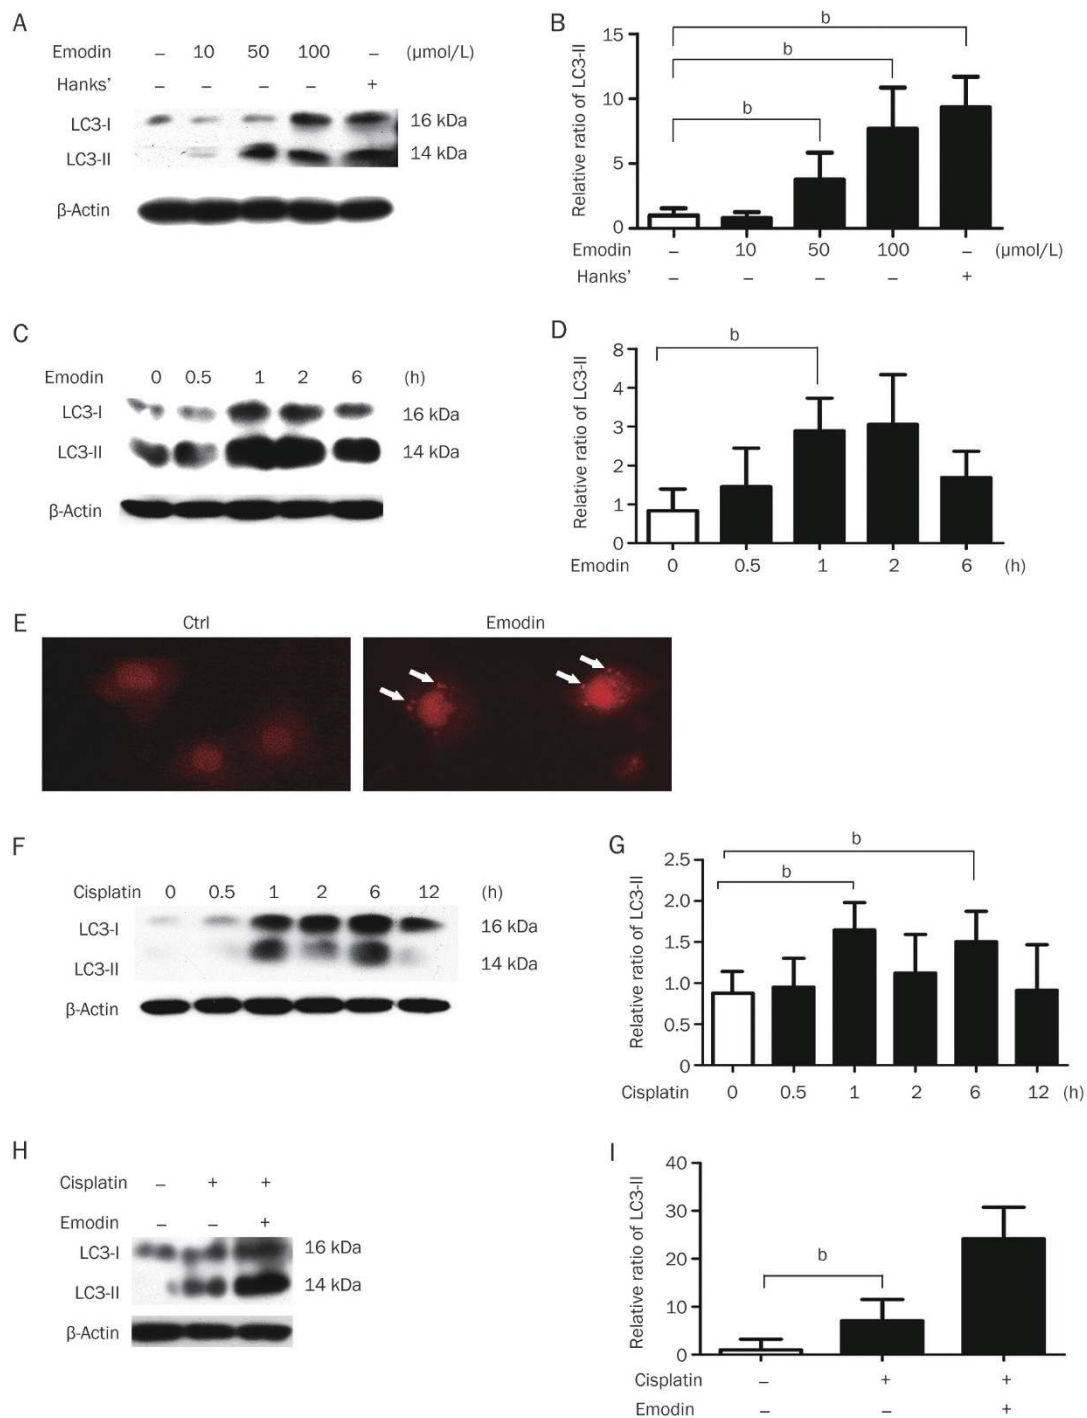 A
Emodin – 10 50 100 – (μmol/L)
Hanks' – – – – +
LC3-I 16 kDa
LC3-II 14 kDa
β-Actin
B
Relative ratio of LC3-II
15
10
5
0
b
b
b
Emodin – 10 50 100 – (μmol/L)
Hanks' – – – – +
C
Emodin 0 0.5 1 2 6 (h)
LC3-I 16 kDa
LC3-II 14 kDa
β-Actin
D
Relative ratio of LC3-II
8
4
3
2
1
0
b
Emodin 0 0.5 1 2 6 (h)
E
Ctrl Emodin
F
Cisplatin 0 0.5 1 2 6 12 (h)
LC3-I 16 kDa
LC3-II 14 kDa
β-Actin
G
Relative ratio of LC3-II
2.5
2.0
1.5
1.0
0.5
0
b
b
Cisplatin 0 0.5 1 2 6 12 (h)
H
Cisplatin – + +
Emodin – – +
LC3-I 16 kDa
LC3-II 14 kDa
β-Actin
I
Relative ratio of LC3-II
40
30
20
10
0
b
Cisplatin – + +
Emodin – – +